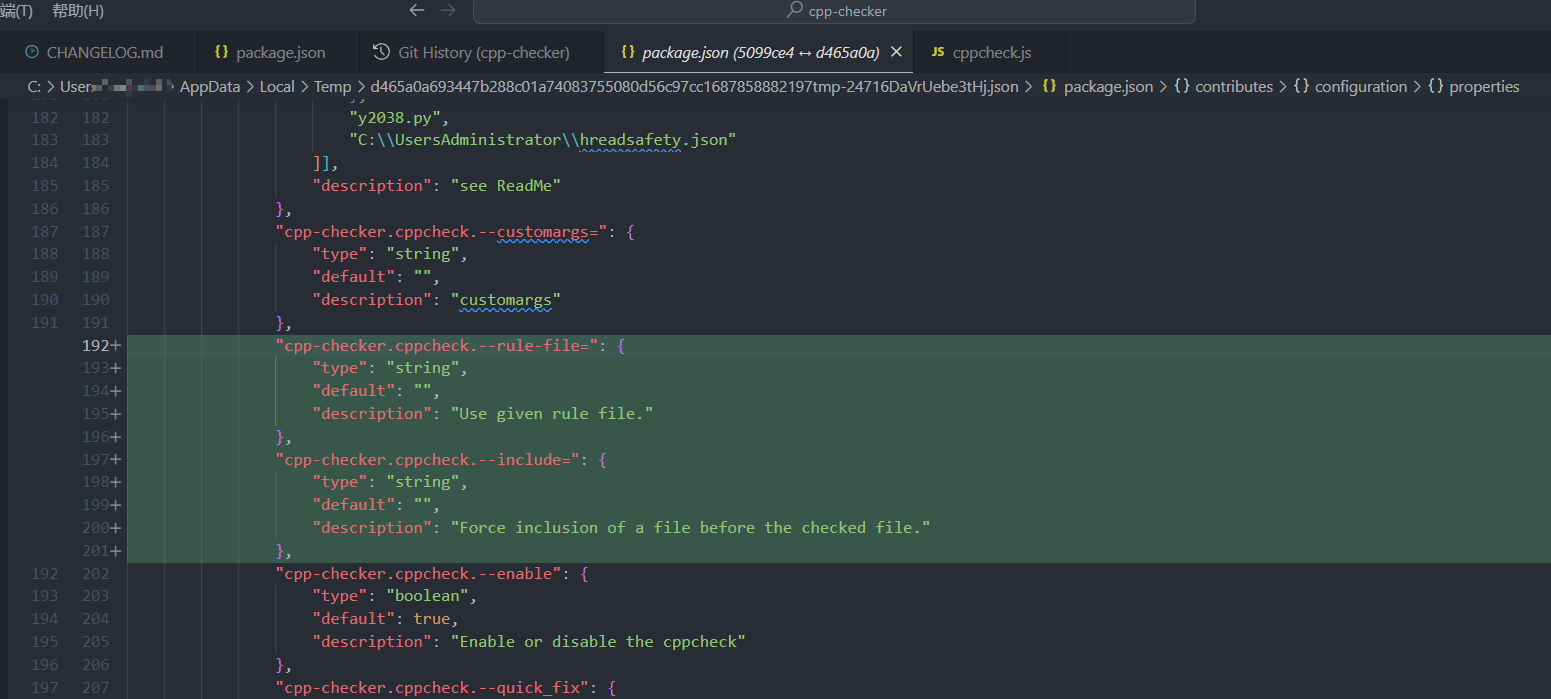 端(T) 帮助(H) cpp-checker
CHANGELOG.md {} package.json Git History (cpp-checker) {} package.json (5099ce4 ↔ d465a0a) × JS cppcheck.js
C: > Users > AppData > Local > Temp > d465a0a693447b288c01a74083755080d56c97cc1687858882197tmp-24716DaVrUebe3tHj.json > {} package.json > {} contributes > {} configuration > {} properties
182 182 "y2038.py",
183 183 "C:\\UsersAdministrator\\hreadsafety.json"
184 184 ]],
185 185 "description": "see ReadMe"
186 186 },
187 187 "cpp-checker.cppcheck.--customargs=": {
188 188 "type": "string",
189 189 "default": "",
190 190 "description": "customargs"
191 191 },
192+ "cpp-checker.cppcheck.--rule-file=": {
193+ "type": "string",
194+ "default": "",
195+ "description": "Use given rule file."
196+ },
197+ "cpp-checker.cppcheck.--include=": {
198+ "type": "string",
199+ "default": "",
200+ "description": "Force inclusion of a file before the checked file."
201+ },
192 202 "cpp-checker.cppcheck.--enable": {
193 203 "type": "boolean",
194 204 "default": true,
195 205 "description": "Enable or disable the cppcheck"
196 206 },
197 207 "cpp-checker.cppcheck.--quick_fix": {